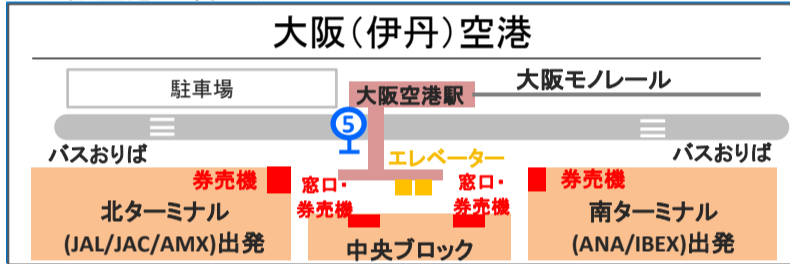 大阪(伊丹)空港
駐車場
大阪空港駅
大阪モノレール
5
バスおりば
エレベーター
バスおりば
券売機
窓口・
券売機
窓口・
券売機
券売機
北ターミナル
(JAL/JAC/AMX)出発
中央ブロック
南ターミナル
(ANA/IBEX)出発